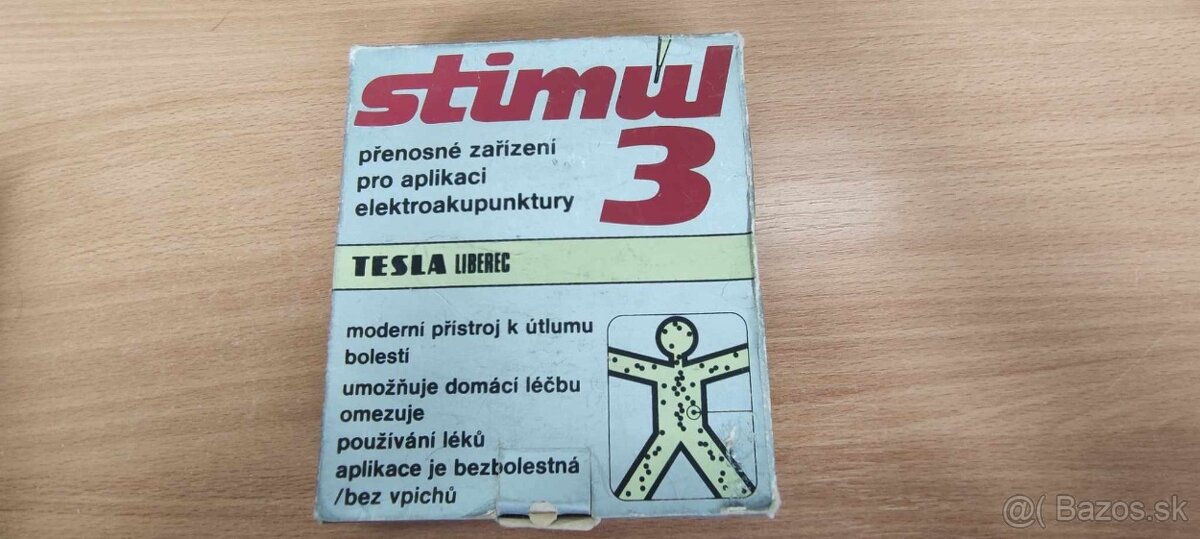 stimul
3
přenosné zařízení
pro aplikaci
elektroakupunktury
TESLA LIBEREC
moderní přístroj k útlumu
bolestí
umožňuje domácí léčbu
omezuje
používání léků
aplikace je bezbolestná
/bez vpichů
@( Bazos.sk